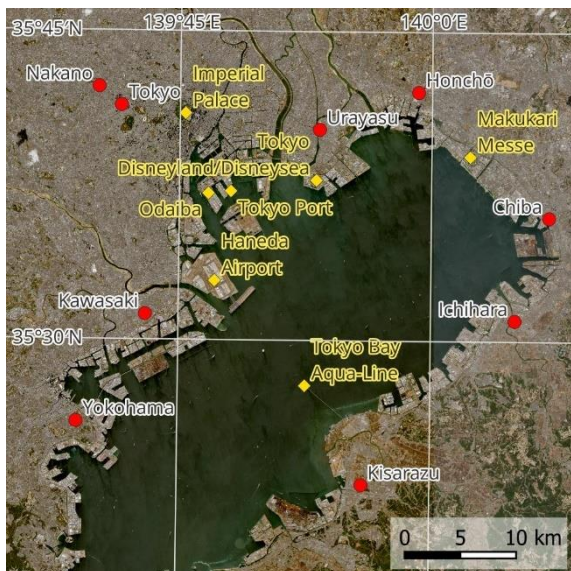 35°45'N
139°45'E
140°0'E
Nakano
Tokyo
Imperial
Palace
Honchō
Urayasu
Makukari
Messe
Tokyo
Disneyland/Disneysea
Odaiba
Tokyo Port
Chiba
Haneda
Airport
Kawasaki
Ichihara
35°30'N
Tokyo Bay
Aqua-Line
Yokohama
Kisarazu
0 5 10 km